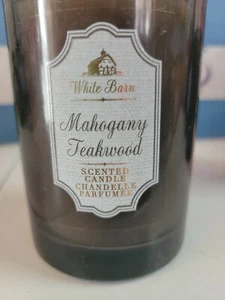 White Barn
Mahogany
Teakwood
SCENTED
CANDLE
CHANDELLE
PARFUMÉE